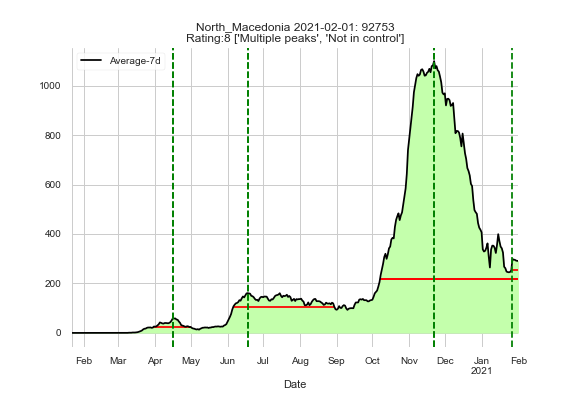 North_Macedonia 2021-02-01: 92753
Rating:8 ['Multiple peaks', 'Not in control']
Average-7d
1000
800
600
400
200
0
Feb Mar Apr May Jun Jul Aug Sep Oct Nov Dec Jan Feb
2021
Date